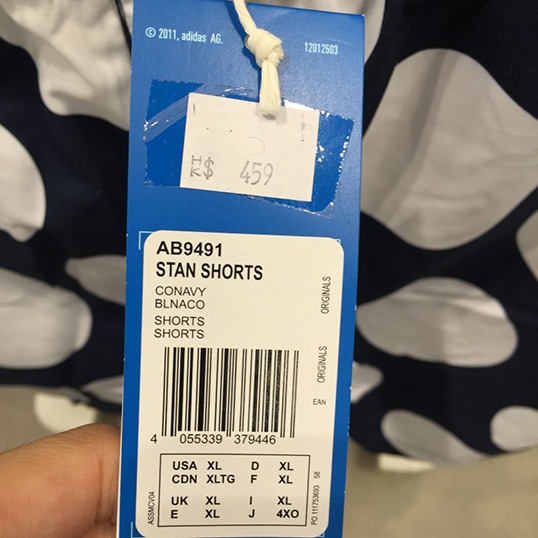 © 2011, adidas AG.
12012503
HK$ 459
AB9491
STAN SHORTS
CONAVY
BLNACO
SHORTS
SHORTS
ORIGINALS
ORIGINALS
EAN
4 055339 379446
USA XL D XL
CDN XLTG F XL
UK XL I XL
E XL J 4XO
ASSMCV04
PO 111753693 58